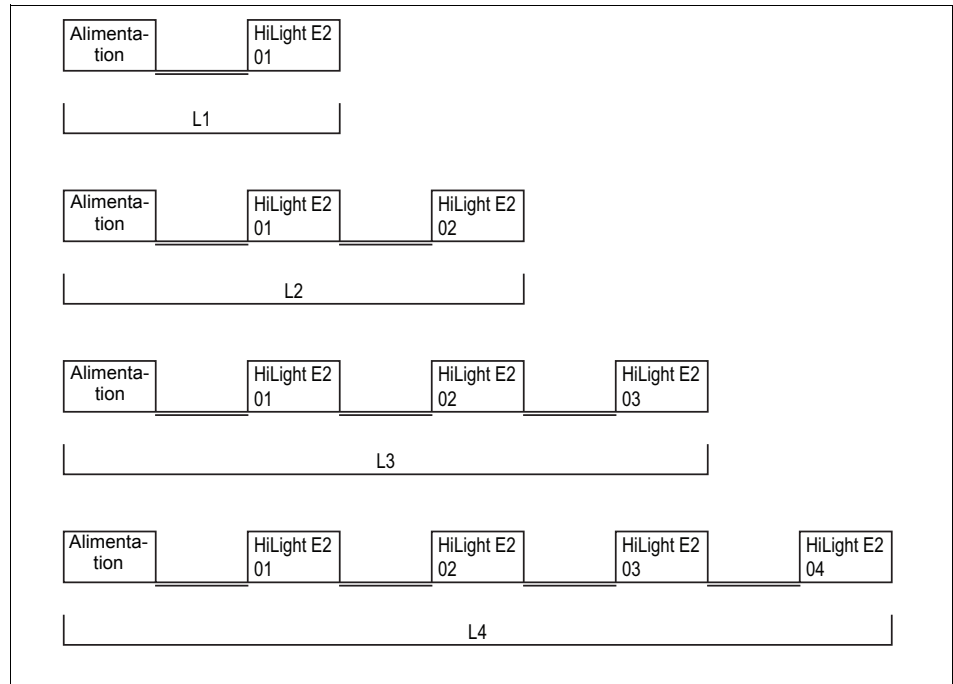 Alimenta-
tion
HiLight E2
01
L1
Alimenta-
tion
HiLight E2
01
HiLight E2
02
L2
Alimenta-
tion
HiLight E2
01
HiLight E2
02
HiLight E2
03
L3
Alimenta-
tion
HiLight E2
01
HiLight E2
02
HiLight E2
03
HiLight E2
04
L4